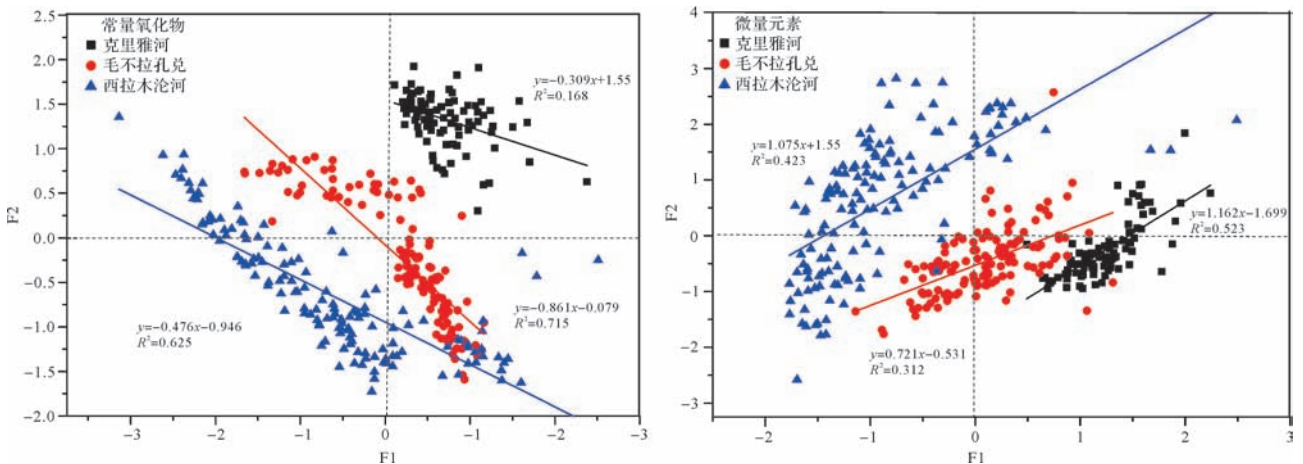 常量氧化物
克里雅河
毛不拉孔兑
西拉木沦河
y=−0.309x+1.55
R²=0.168
y=−0.861x−0.079
R²=0.715
y=−0.476x−0.946
R²=0.625
2.5
2.0
1.5
1.0
0.5
0.0
−0.5
−1.0
−1.5
−2.0
F2
−3
−2
−1
0
−1
−2
−3
F1
微量元素
克里雅河
毛不拉孔兑
西拉木沦河
y=1.075x+1.55
R²=0.423
y=1.162x−1.699
R²=0.523
y=0.721x−0.531
R²=0.312
4
3
2
1
0
−1
−2
−3
F2
−2
−1
0
1
2
3
F1